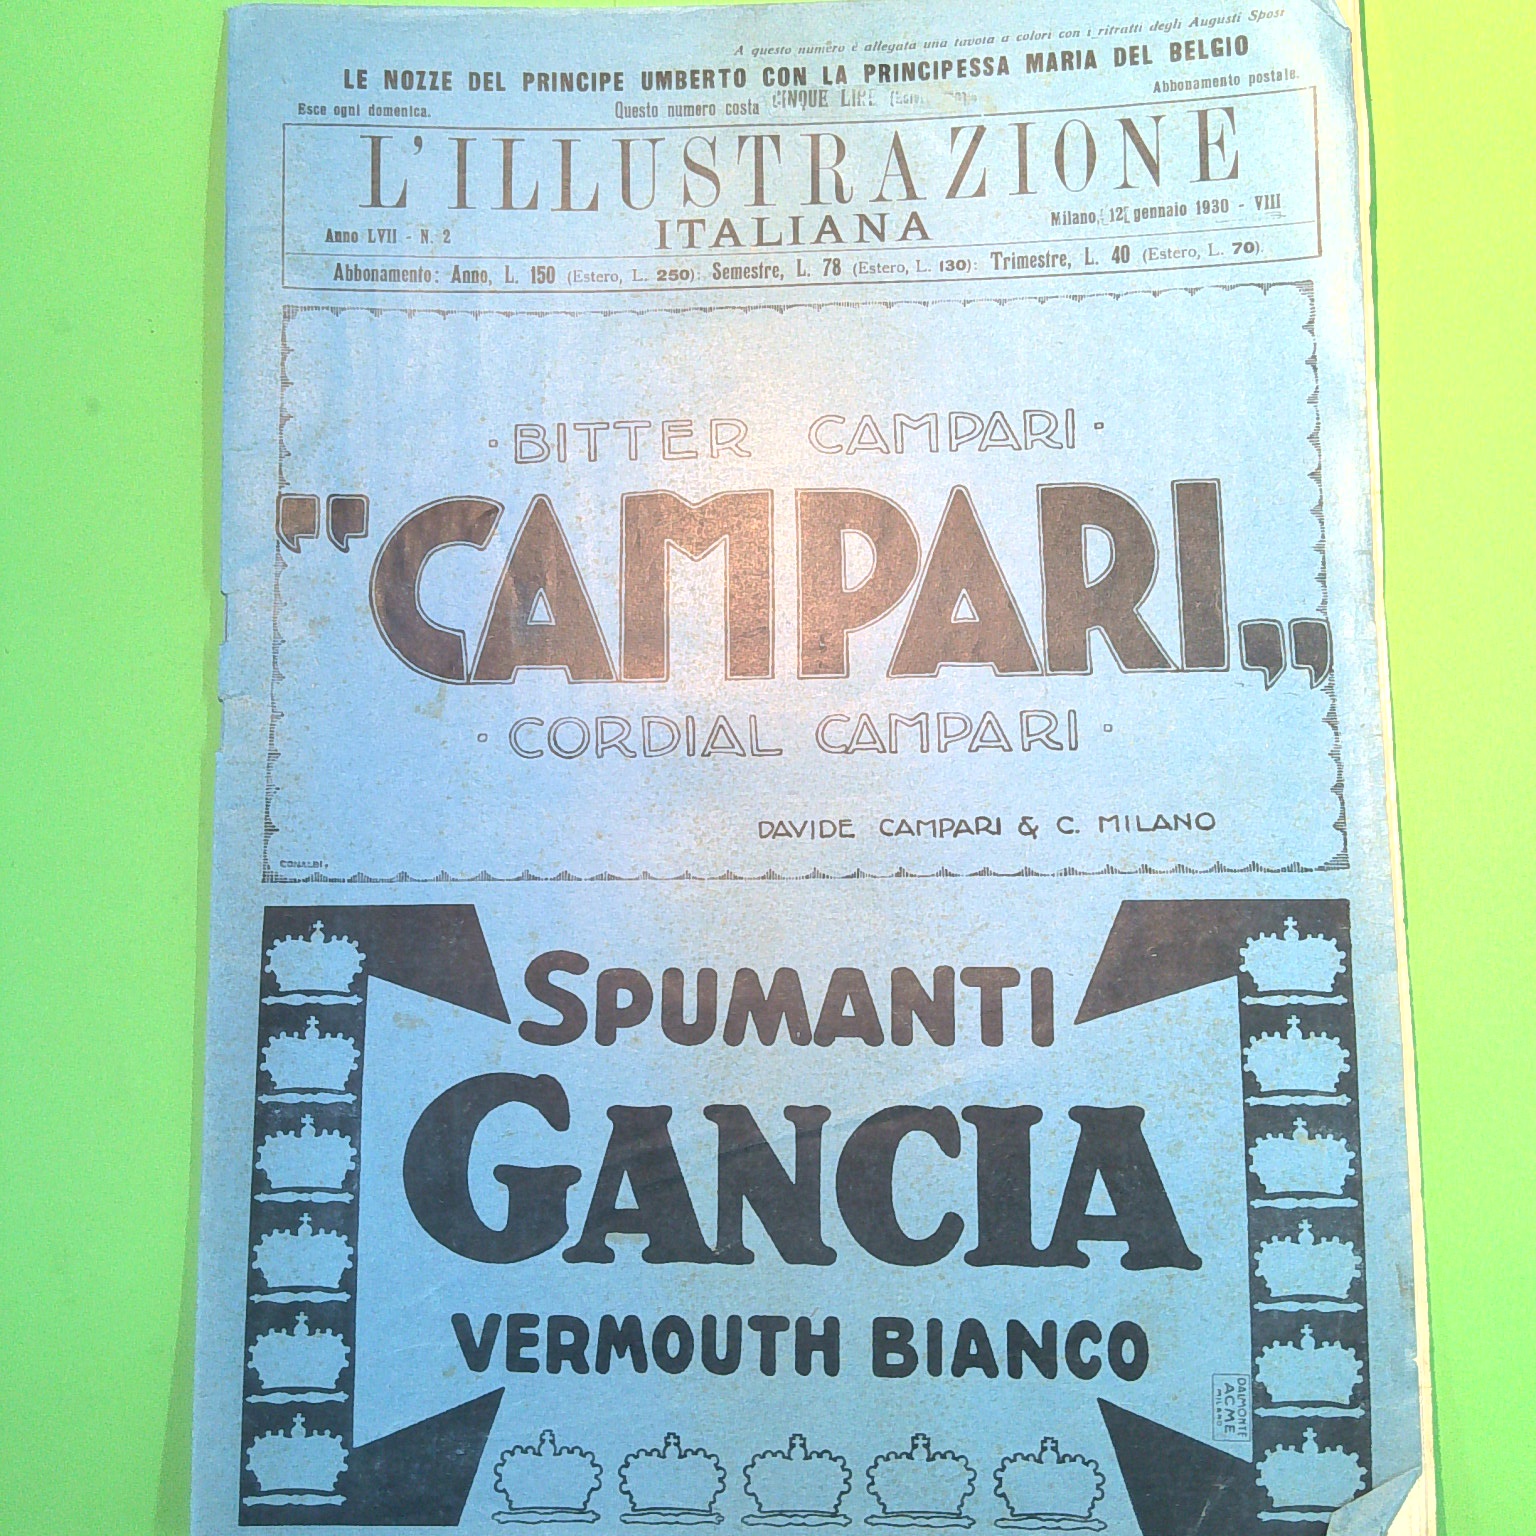 A questo numero è allegata una tavola a colori con i ritratti degli Augusti Sposi
LE NOZZE DEL PRINCIPE UMBERTO CON LA PRINCIPESSA MARIA DEL BELGIO
Esce ogni domenica. Questo numero costa CINQUE LIRE Abbonamento postale.
L'ILLUSTRAZIONE
ITALIANA
Anno LVII - N. 2 Milano, 12 gennaio 1930 - VIII
Abbonamento: Anno, L. 150 (Estero, L. 250): Semestre, L. 78 (Estero, L. 130): Trimestre, L. 40 (Estero, L. 70).
· BITTER CAMPARI ·
"CAMPARI„
· CORDIAL CAMPARI ·
DAVIDE CAMPARI & C. MILANO
SPUMANTI
GANCIA
VERMOUTH BIANCO
DALMONTE
ACME
MILANO